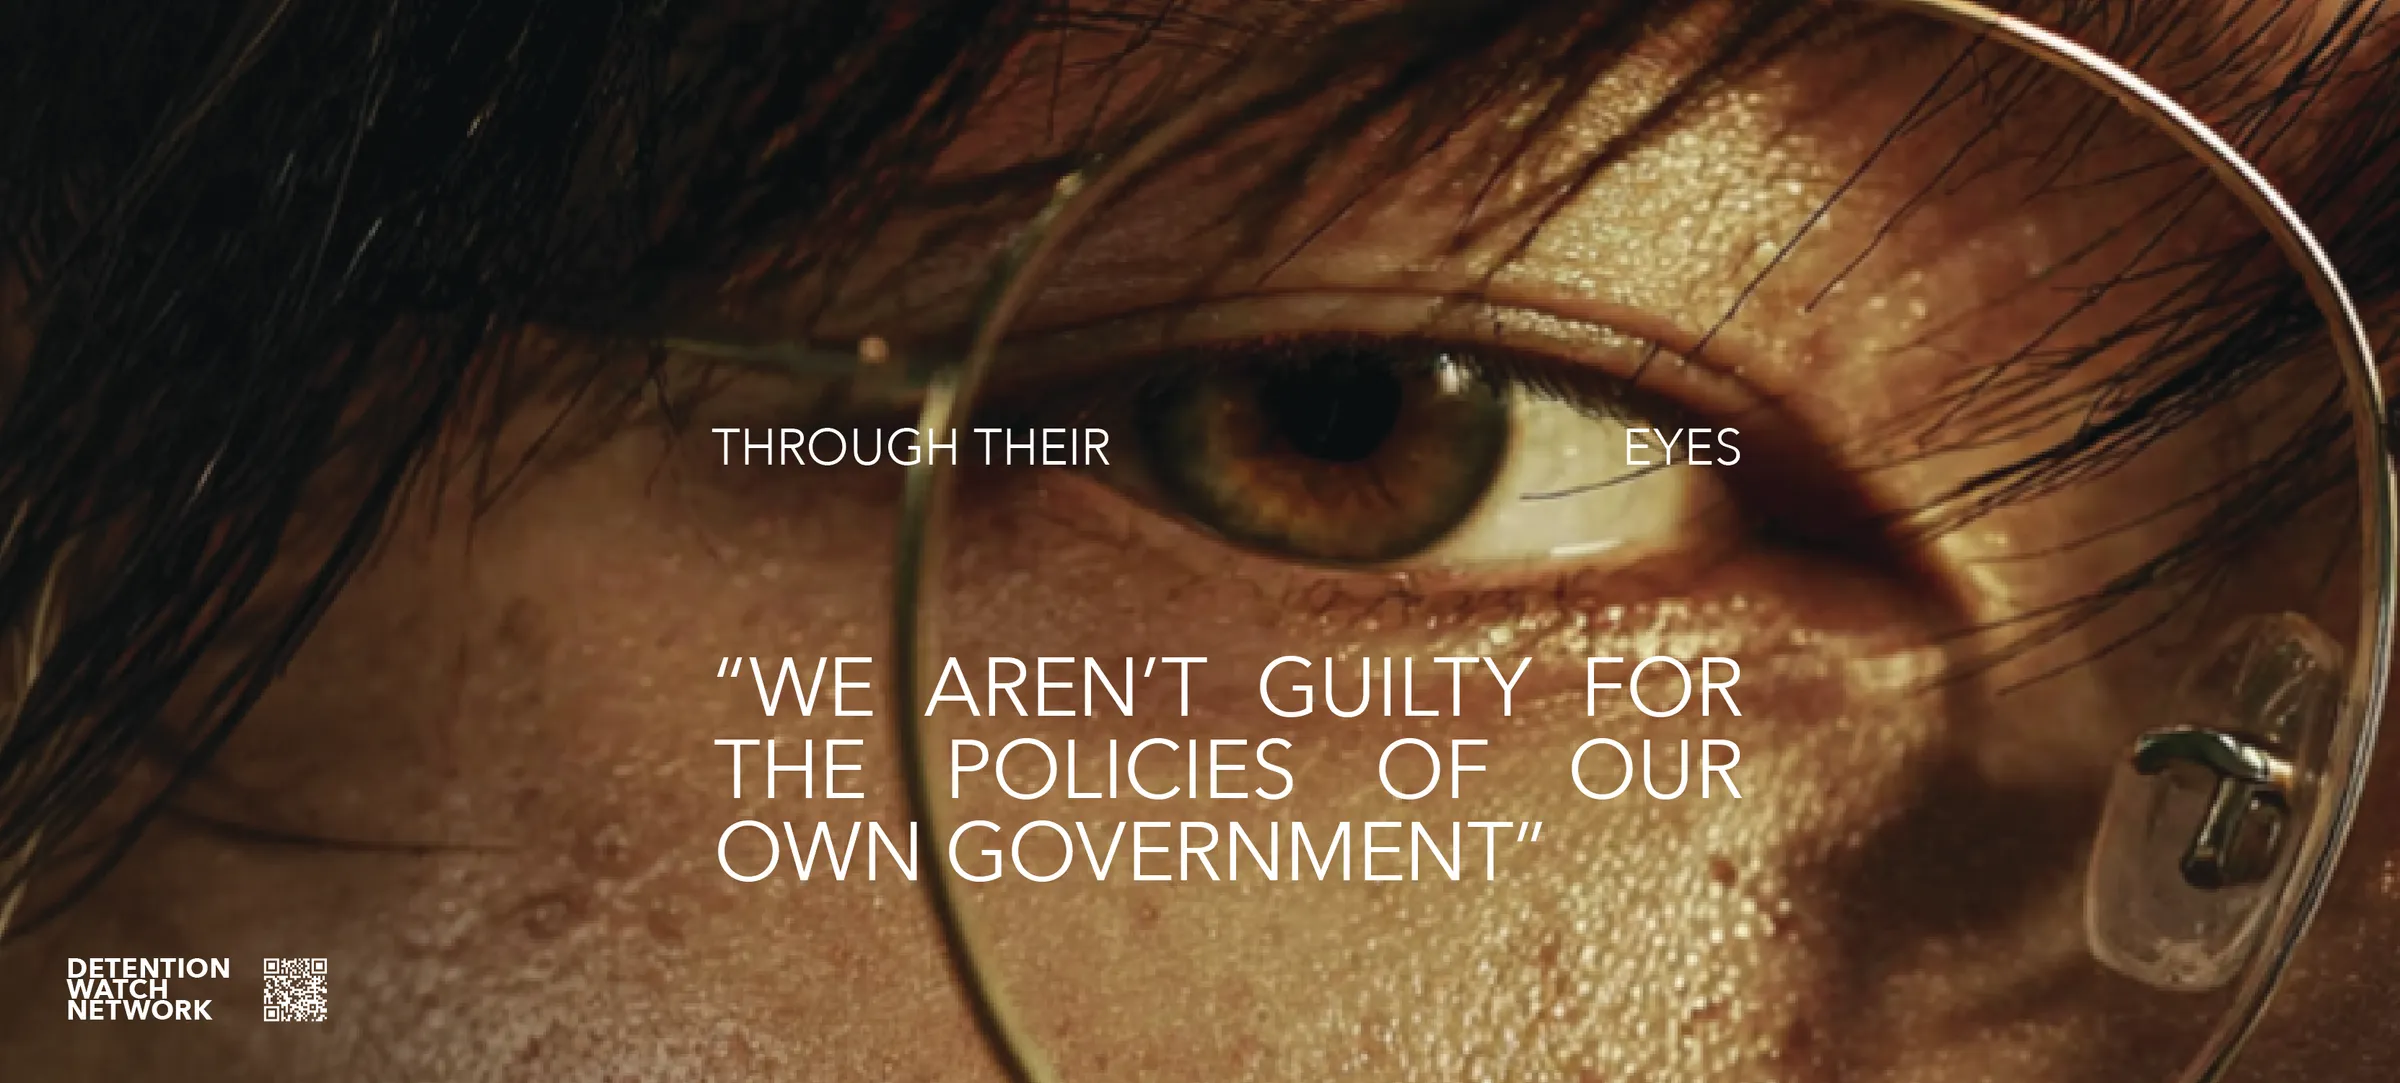 THROUGH THEIR EYES
“WE AREN’T GUILTY FOR
THE POLICIES OF OUR
OWN GOVERNMENT”
DETENTION
WATCH
NETWORK